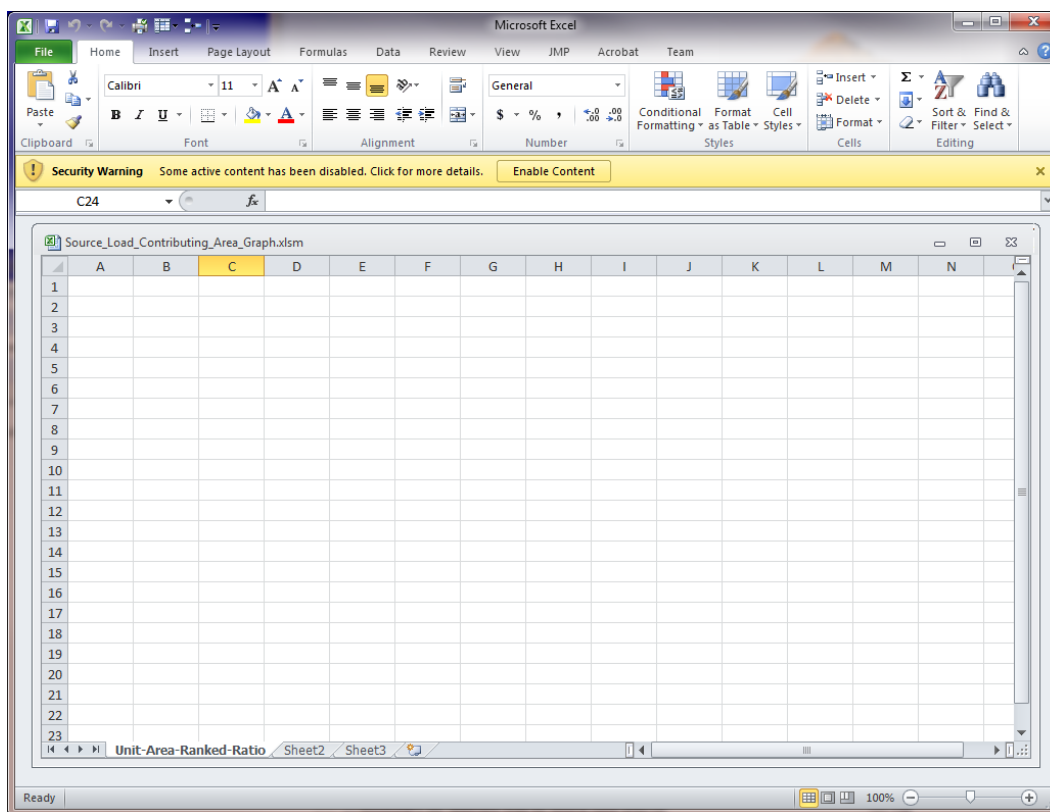 Microsoft Excel
File Home Insert Page Layout Formulas Data Review View JMP Acrobat Team
Paste
Calibri 11 A A
B I U A
General
$ % , .0 .00 .00 .0
Conditional Formatting Format as Table Cell Styles
Insert
Delete
Format
Σ
Sort & Filter Find & Select
Clipboard Font Alignment Number Styles Cells Editing
Security Warning Some active content has been disabled. Click for more details. Enable Content
C24 fx
Source_Load_Contributing_Area_Graph.xlsm
A B C D E F G H I J K L M N
1
2
3
4
5
6
7
8
9
10
11
12
13
14
15
16
17
18
19
20
21
22
23
Unit-Area-Ranked-Ratio Sheet2 Sheet3
Ready 100%